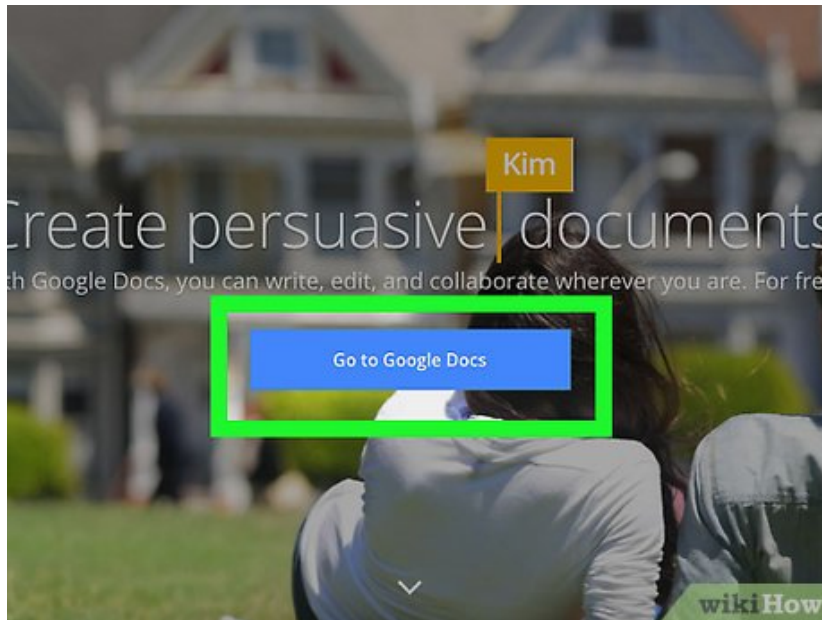 Kim
Create persuasive documents
th Google Docs, you can write, edit, and collaborate wherever you are. For fre
Go to Google Docs
wikiHow